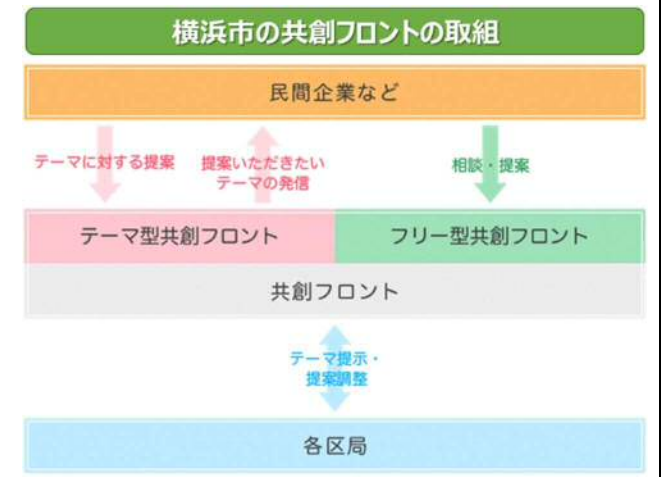 横浜市の共創フロントの取組
民間企業など
テーマに対する提案
提案いただきたい
テーマの発信
相談・提案
テーマ型共創フロント
フリー型共創フロント
共創フロント
テーマ提示・
提案調整
各区局